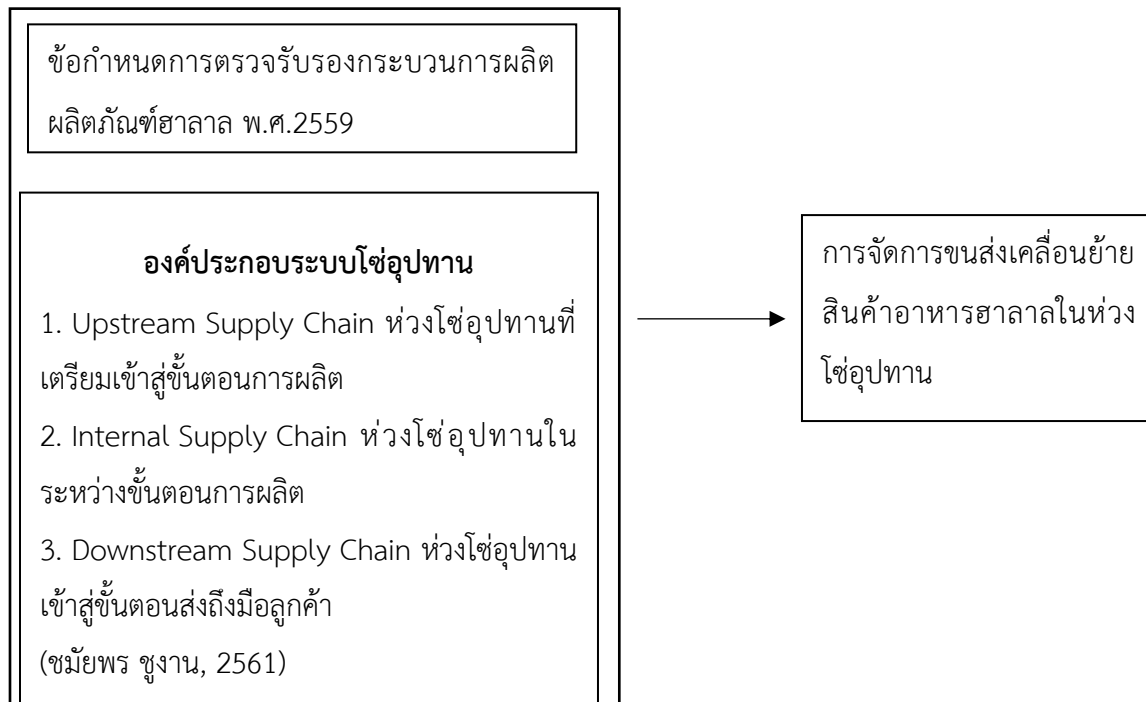 ข้อกำหนดการตรวจรับรองกระบวนการผลิต
ผลิตภัณฑ์ฮาลาล พ.ศ.2559
องค์ประกอบระบบโซ่อุปทาน
1. Upstream Supply Chain ห่วงโซ่อุปทานที่
เตรียมเข้าสู่ขั้นตอนการผลิต
2. Internal Supply Chain ห่วงโซ่อุปทานใน
ระหว่างขั้นตอนการผลิต
3. Downstream Supply Chain ห่วงโซ่อุปทาน
เข้าสู่ขั้นตอนส่งถึงมือลูกค้า
(ชมัยพร ชูงาน, 2561)
การจัดการขนส่งเคลื่อนย้าย
สินค้าอาหารฮาลาลในห่วง
โซ่อุปทาน